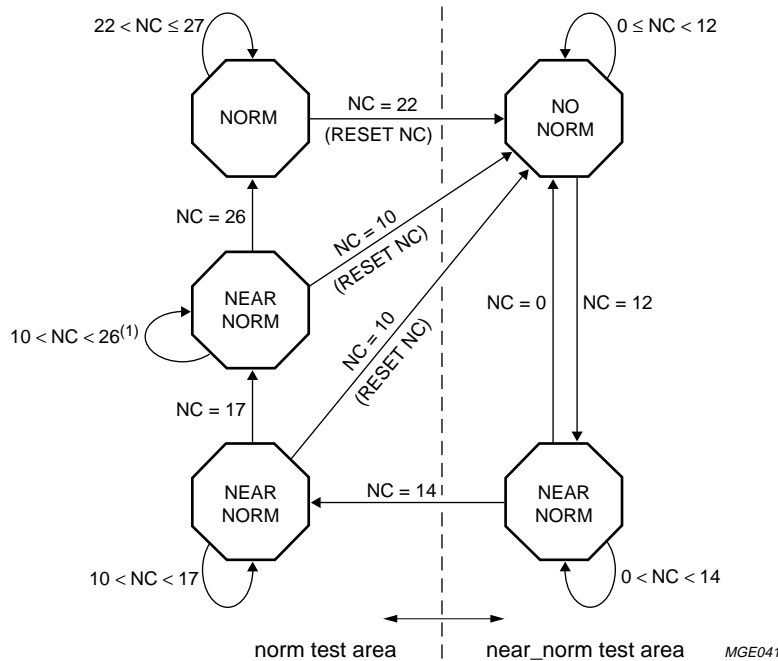 22 < NC ≤ 27
0 ≤ NC < 12
NORM
NC = 22
(RESET NC)
NO
NORM
NC = 26
NC = 10
(RESET NC)
NEAR
NORM
10 < NC < 26(1)
NC = 10
(RESET NC)
NC = 0
NC = 12
NC = 17
NEAR
NORM
NC = 14
NEAR
NORM
10 < NC < 17
0 < NC < 14
norm test area
near_norm test area
MGE041